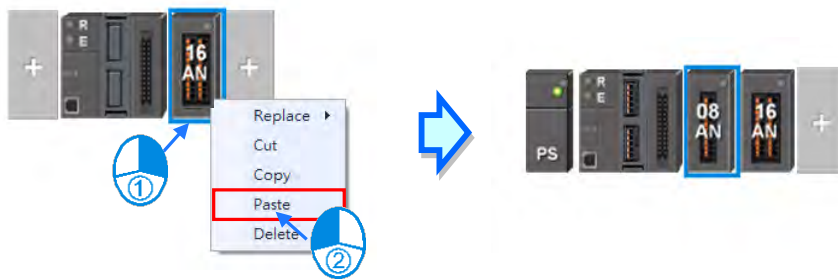 +
R
E
16
AN
+
Replace
Cut
Copy
Paste
Delete
①
②
PS
R
E
08
AN
16
AN
+